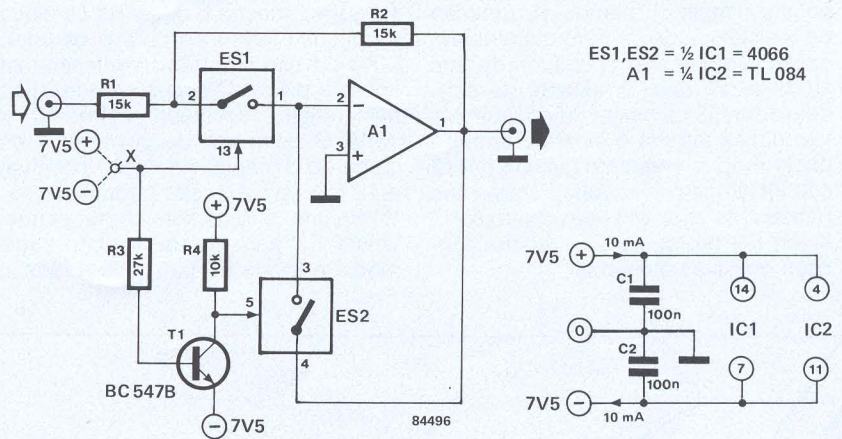 R2
15k
ES1,ES2 = ½ IC1 = 4066
A1 = ¼ IC2 = TL 084
R1
15k
ES1
2
1
2
1
A1
3
13
+
−
7V5
+
X
7V5
−
+
7V5
R3
27k
R4
10k
3
5
ES2
4
T1
BC 547B
−
7V5
84496
7V5
+
10 mA
C1
100n
14
4
0
IC1
IC2
C2
100n
7
11
7V5
−
10 mA